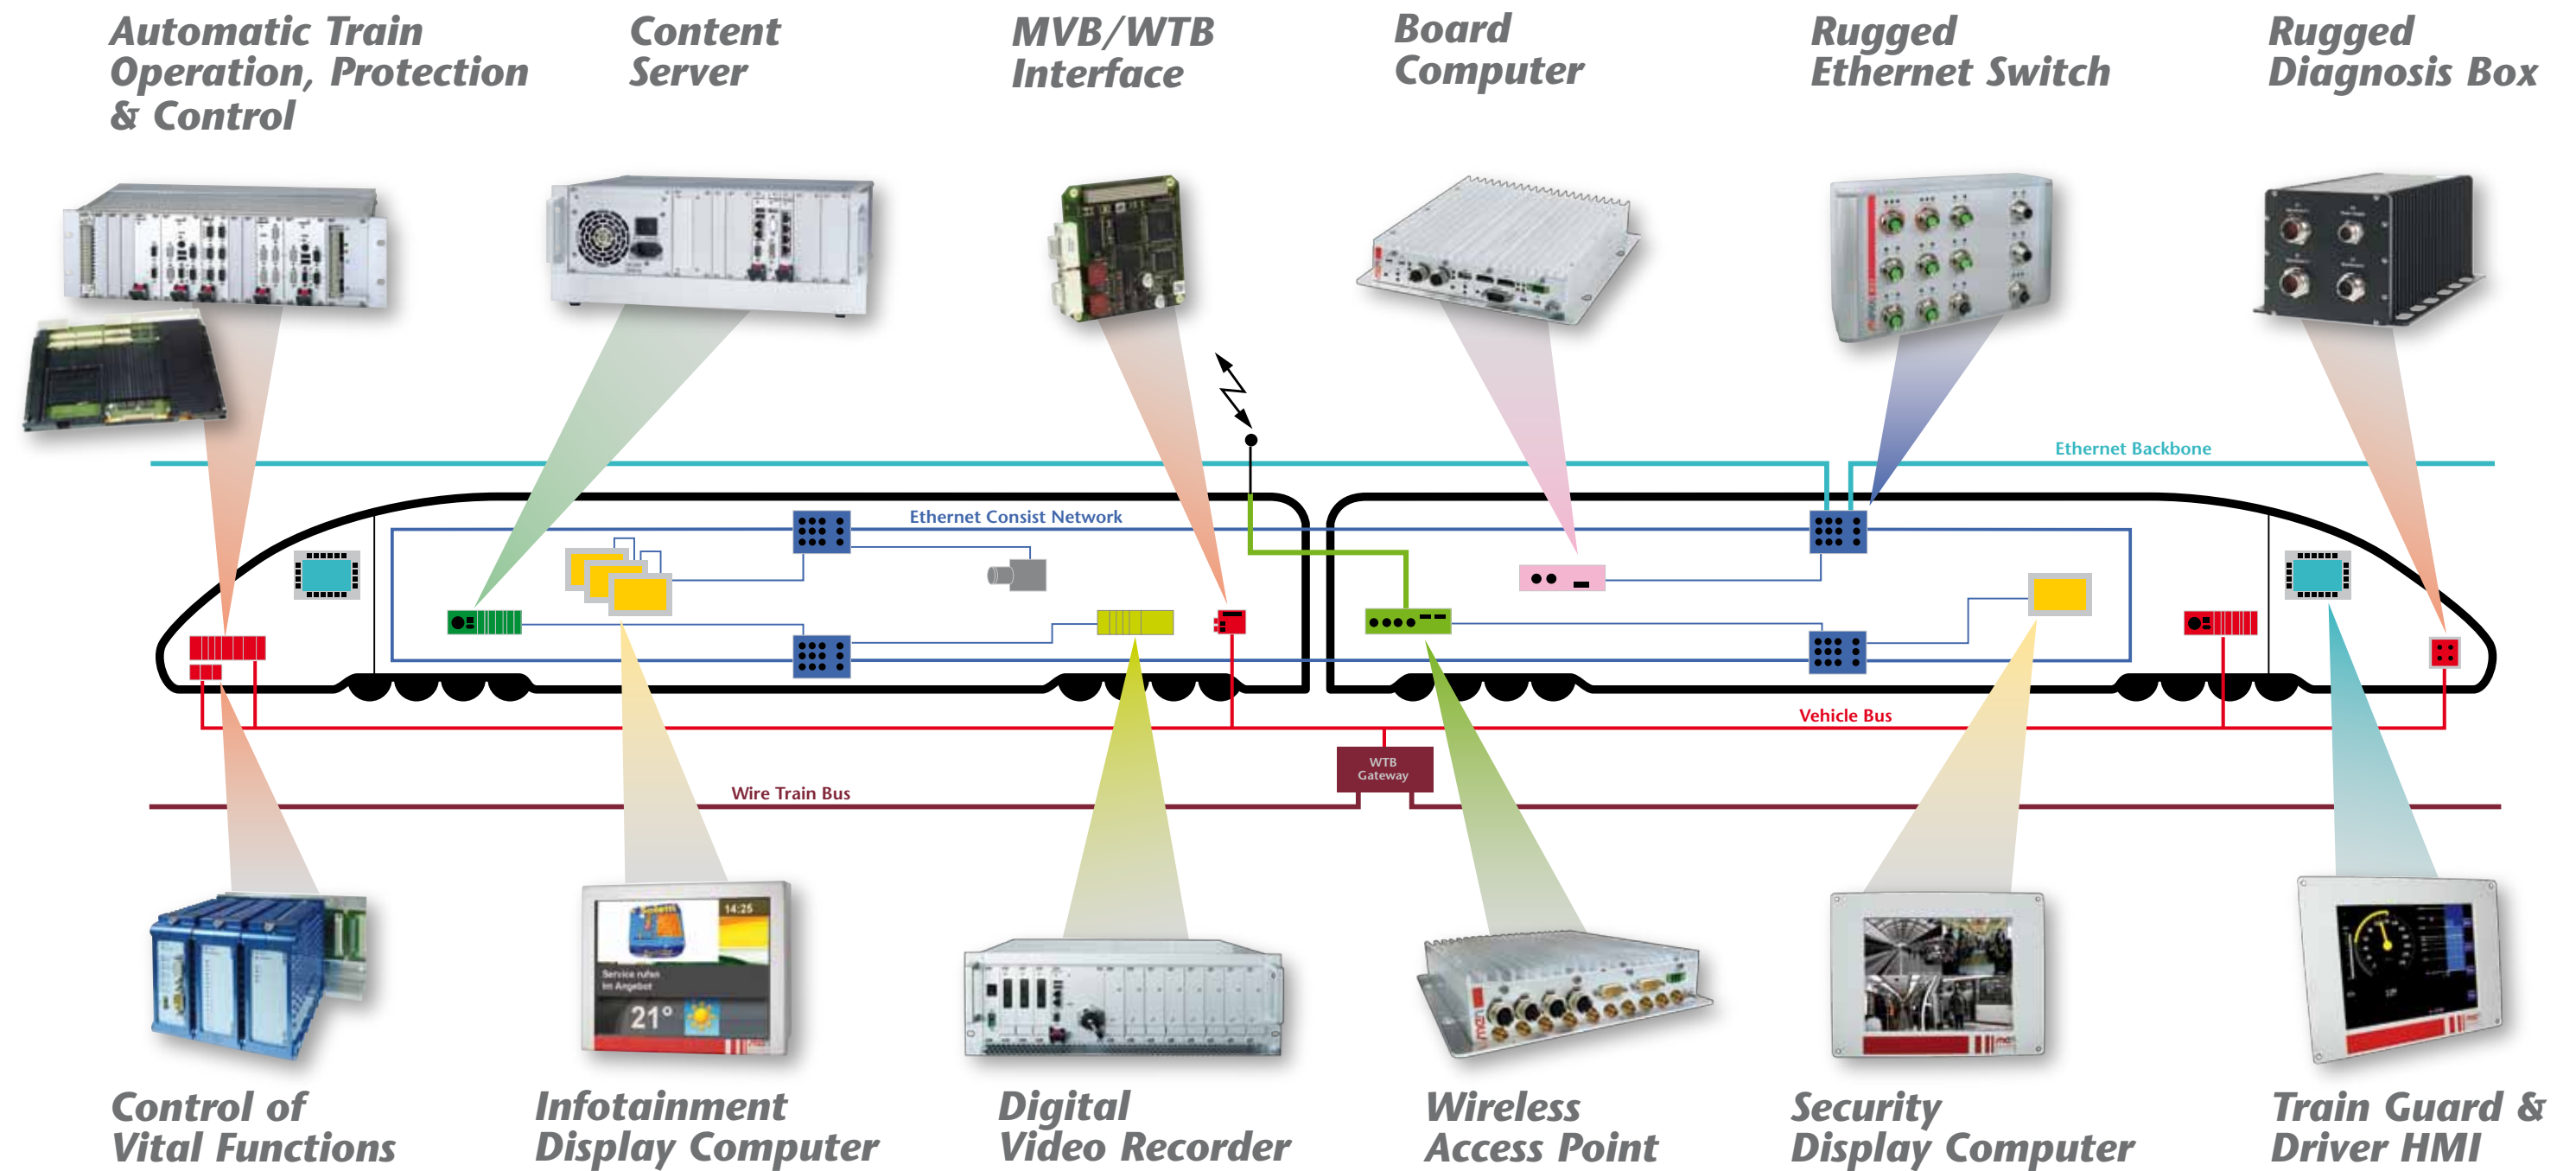 Automatic Train
Operation, Protection
& Control
Content
Server
MVB/WTB
Interface
Board
Computer
Rugged
Ethernet Switch
Rugged
Diagnosis Box
Ethernet Backbone
Ethernet Consist Network
Vehicle Bus
WTB
Gateway
Wire Train Bus
14:25
Service rufen
Im Angebot
21°
Control of
Vital Functions
Infotainment
Display Computer
Digital
Video Recorder
Wireless
Access Point
Security
Display Computer
Train Guard &
Driver HMI